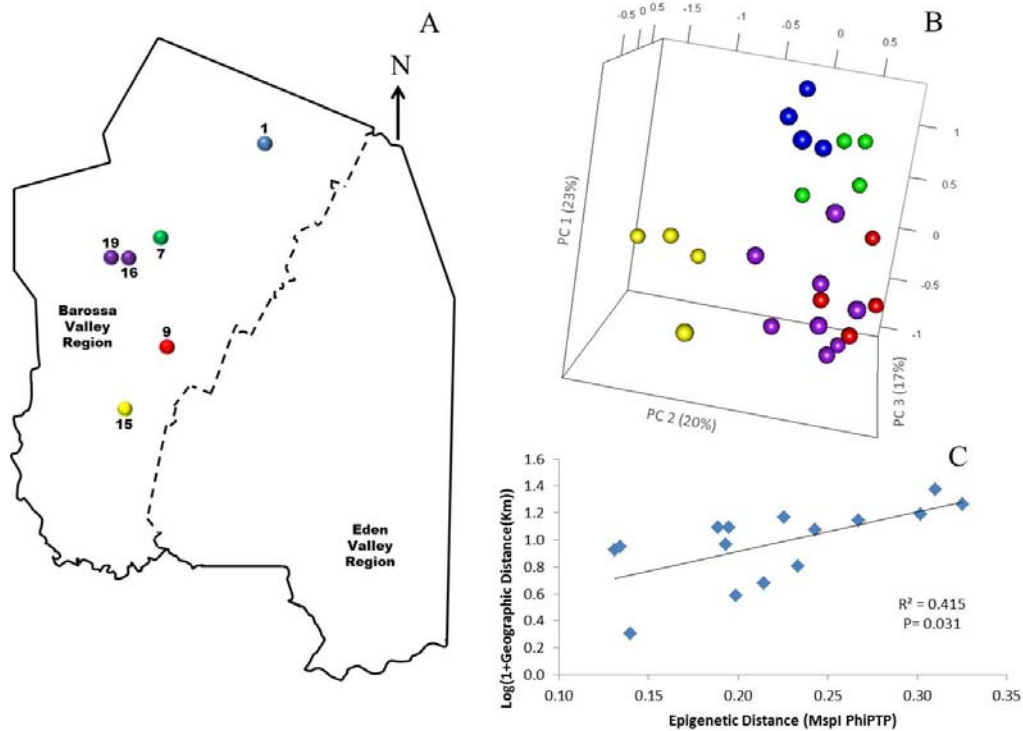 A
N
1
7
19
16
Barossa
Valley
Region
9
15
Eden
Valley
Region
B
-0.5 0 0.5 -1.5 -1 -0.5 0 0.5
1
0.5
0
-0.5
-1
PC 1 (23%)
PC 2 (20%)
PC 3 (17%)
C
Log(1+Geographic Distance(Km))
1.6
1.4
1.2
1.0
0.8
0.6
0.4
0.2
0.0
R² = 0.415
P= 0.031
0.10 0.15 0.20 0.25 0.30 0.35
Epigenetic Distance (MspI PhiPTP)